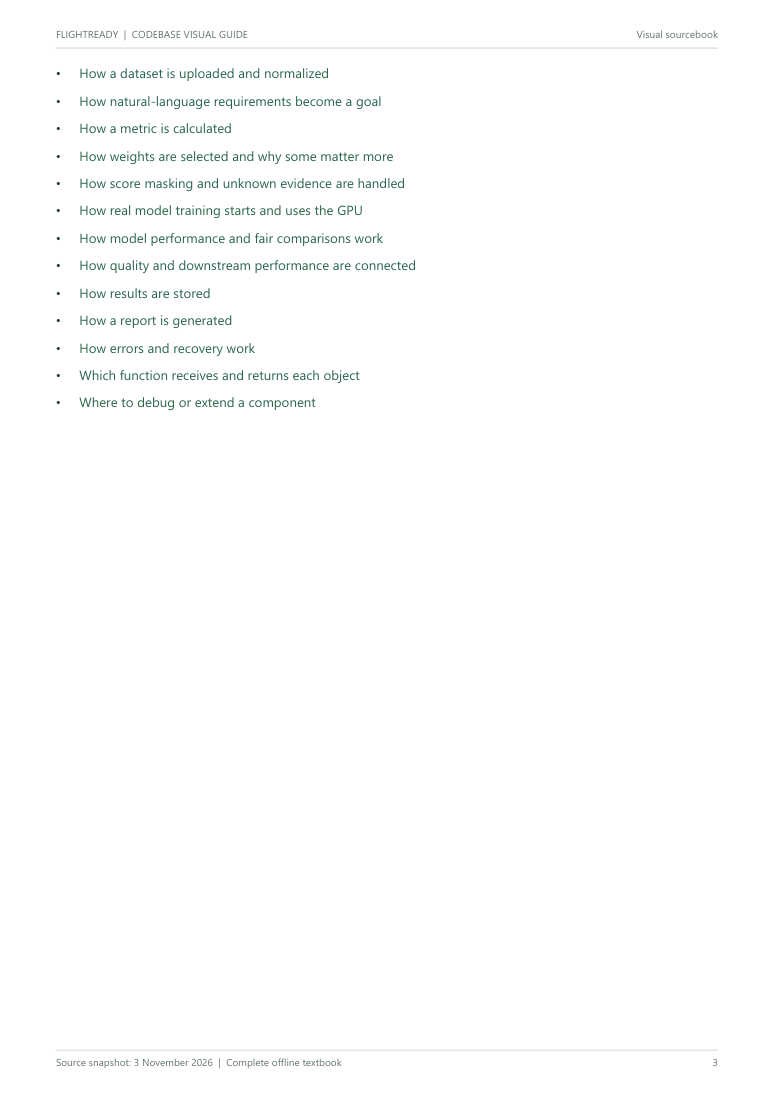 FLIGHTREADY | CODEBASE VISUAL GUIDE
Visual sourcebook
• How a dataset is uploaded and normalized
• How natural-language requirements become a goal
• How a metric is calculated
• How weights are selected and why some matter more
• How score masking and unknown evidence are handled
• How real model training starts and uses the GPU
• How model performance and fair comparisons work
• How quality and downstream performance are connected
• How results are stored
• How a report is generated
• How errors and recovery work
• Which function receives and returns each object
• Where to debug or extend a component
Source snapshot: 3 November 2026 | Complete offline textbook
3